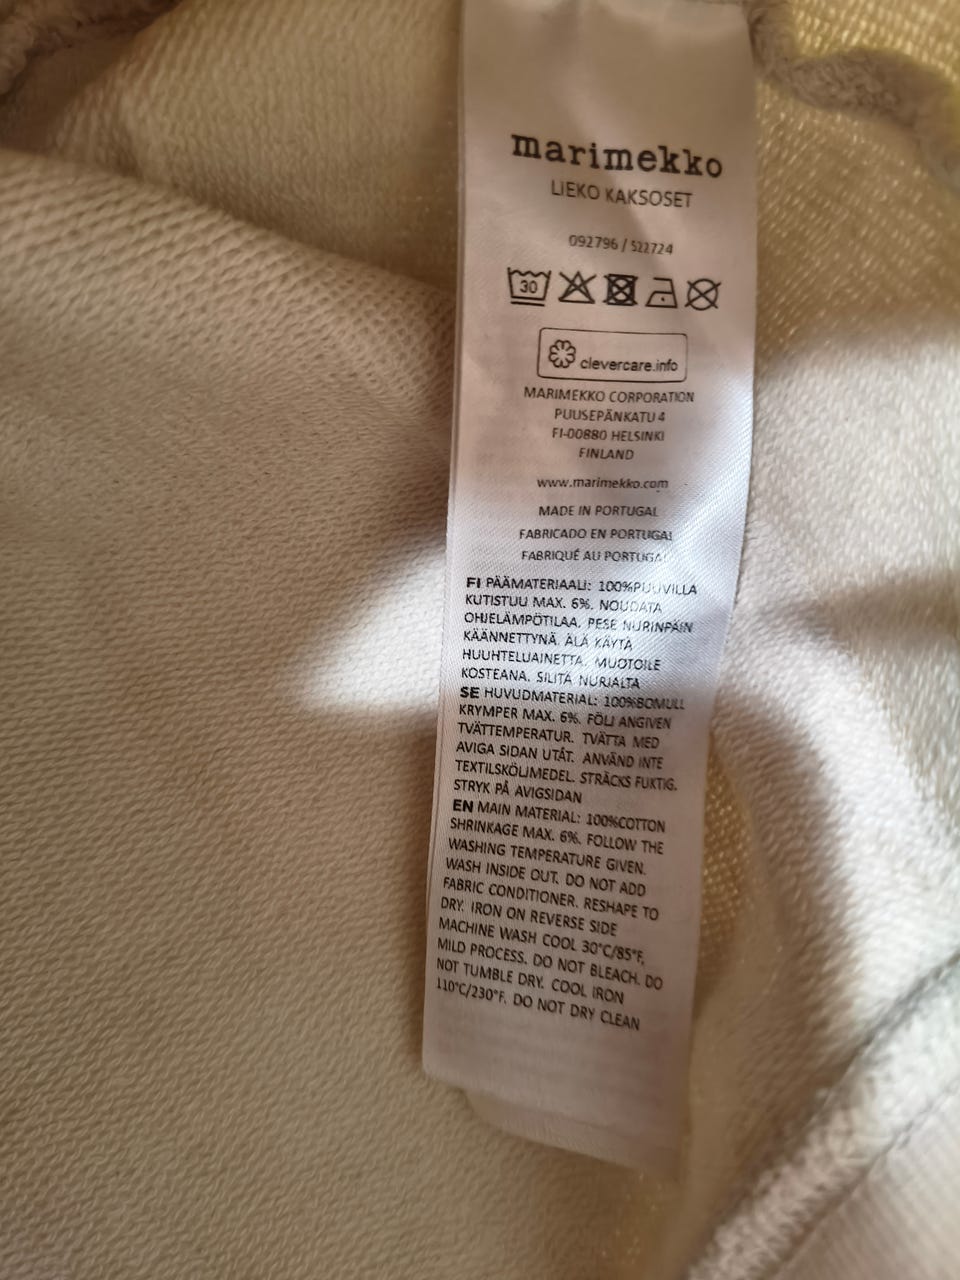 marimekko
LIEKO KAKSOSET
092796 / 522724
30
clevercare.info
MARIMEKKO CORPORATION
PUUSEPÄNKATU 4
FI-00880 HELSINKI
FINLAND
www.marimekko.com
MADE IN PORTUGAL
FABRICADO EN PORTUGAL
FABRIQUÉ AU PORTUGAL
FI PÄÄMATERIAALI: 100%PUUVILLA
KUTISTUU MAX. 6%. NOUDATA
OHJELÄMPÖTILAA. PESE NURINPÄIN
KÄÄNNETTYNÄ. ÄLÄ KÄYTÄ
HUUHTELUAINETTA. MUOTOILE
KOSTEANA. SILITÄ NURJALTA
SE HUVUDMATERIAL: 100%BOMULL
KRYMPER MAX. 6%. FÖLJ ANGIVEN
TVÄTTEMPERATUR. TVÄTTA MED
AVIGA SIDAN UTÅT. ANVÄND INTE
TEXTILSKÖLJMEDEL. STRÄCKS FUKTIG.
STRYK PÅ AVIGSIDAN
EN MAIN MATERIAL: 100%COTTON
SHRINKAGE MAX. 6%. FOLLOW THE
WASHING TEMPERATURE GIVEN.
WASH INSIDE OUT. DO NOT ADD
FABRIC CONDITIONER. RESHAPE TO
DRY. IRON ON REVERSE SIDE
MACHINE WASH COOL 30°C/85°F,
MILD PROCESS. DO NOT BLEACH. DO
NOT TUMBLE DRY. COOL IRON
110°C/230°F. DO NOT DRY CLEAN